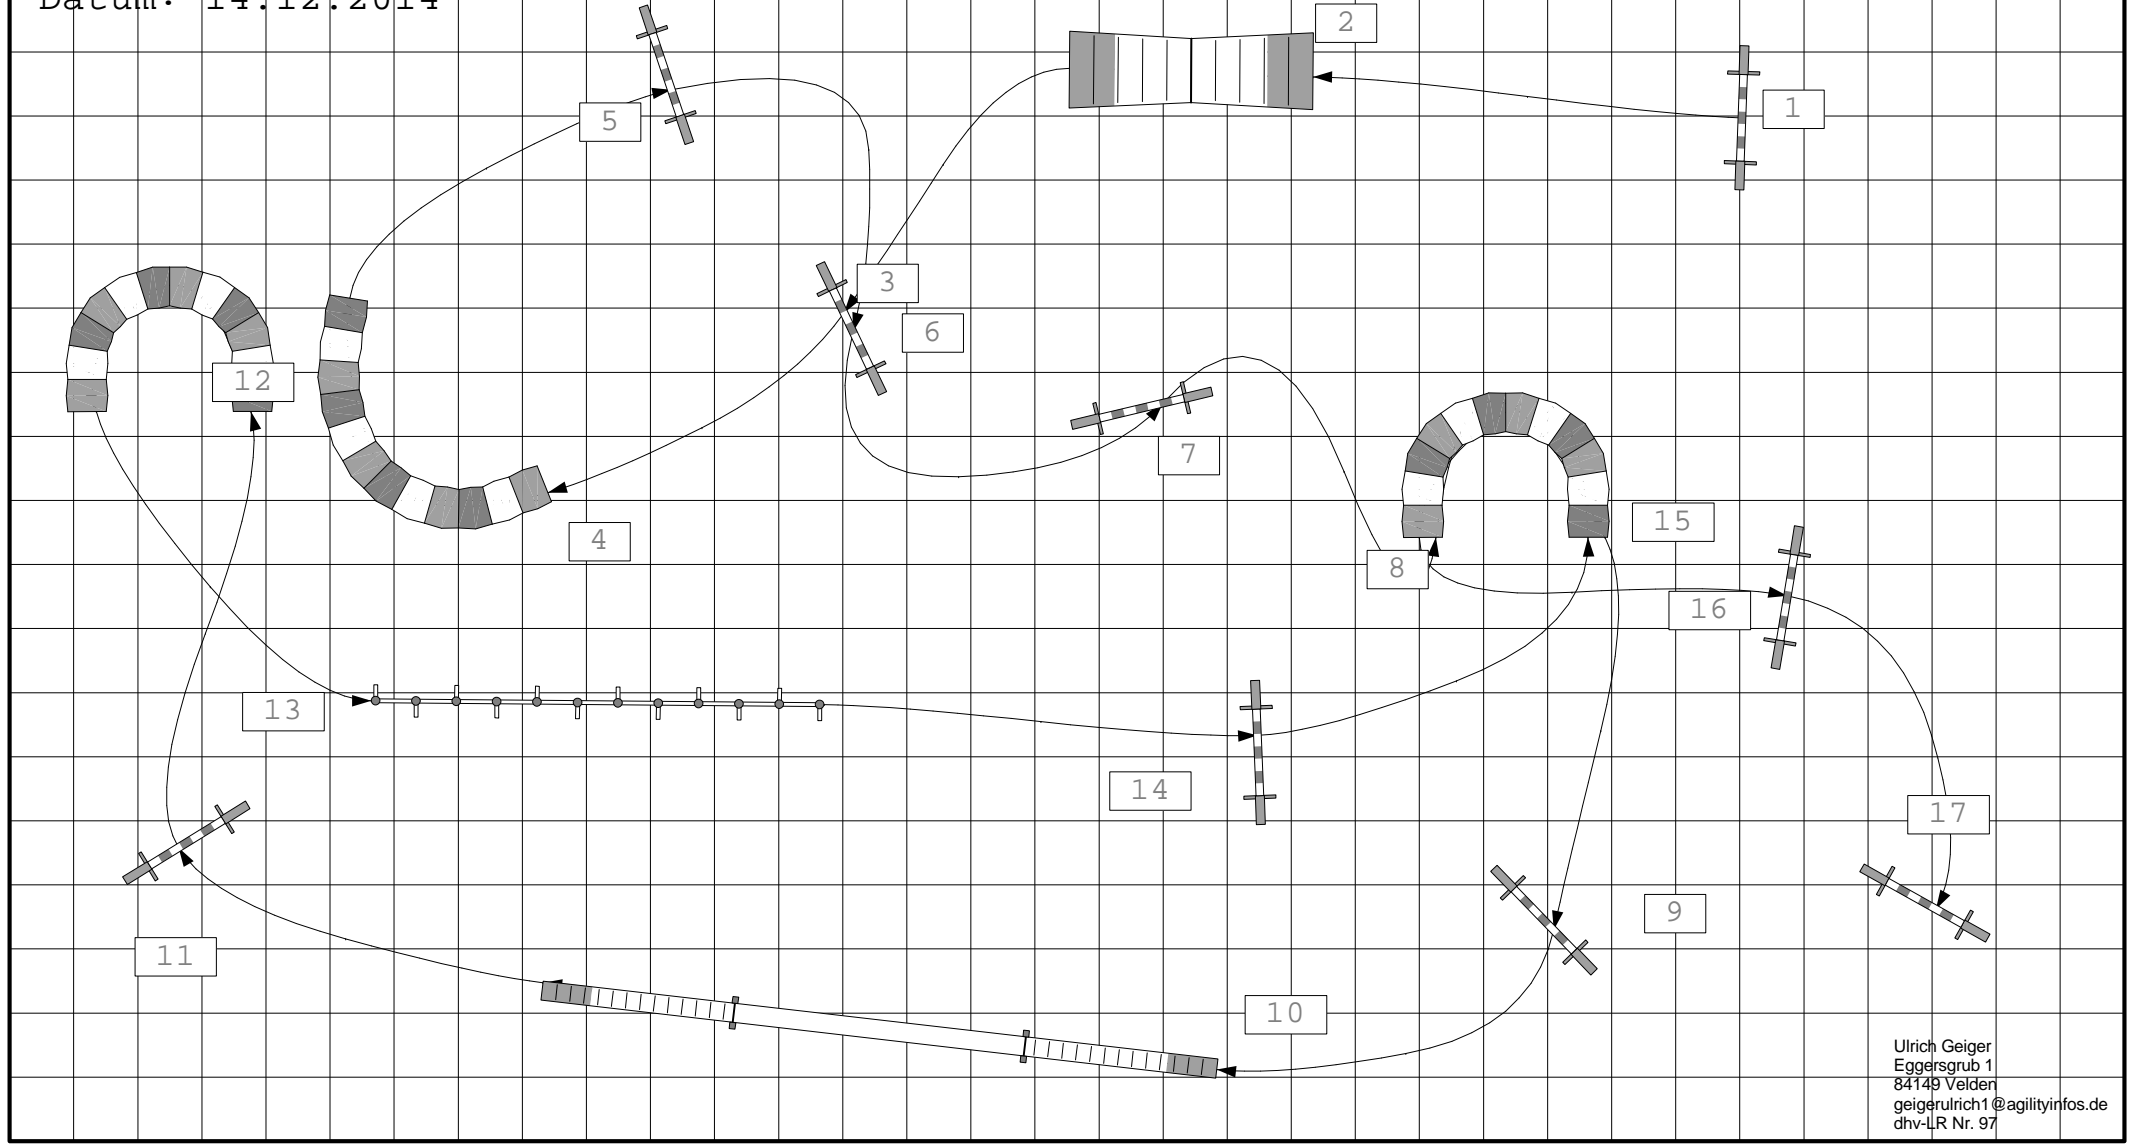 Datum: 14.12.2014
2
1
5
3
6
12
7
4
15
8
16
13
14
17
9
11
10
Ulrich Geiger
Eggersgrub 1
84149 Velden
geigerulrich1@agilityinfos.de
dhv-LR Nr. 97